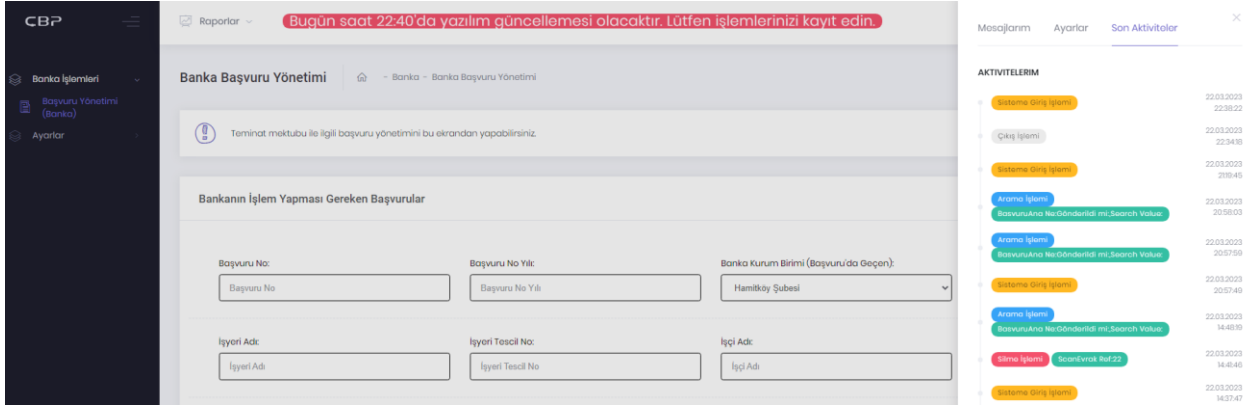 CBP
Banka İşlemleri
Başvuru Yönetimi
(Banka)
Ayarlar
Raporlar
Bugün saat 22:40'da yazılım güncellemesi olacaktır. Lütfen işlemlerinizi kayıt edin.
Banka Başvuru Yönetimi
- Banka - Banka Başvuru Yönetimi
Teminat mektubu ile ilgili başvuru yönetimini bu ekrandan yapabilirsiniz.
Bankanın İşlem Yapması Gereken Başvurular
Başvuru No:
Başvuru No
Başvuru No Yılı:
Başvuru No Yılı
Banka Kurum Birimi (Başvuru'da Geçen):
Hamitköy Şubesi
İşyeri Adı:
İşyeri Adı
İşyeri Tescil No:
İşyeri Tescil No
İşçi Adı:
İşçi Adı
Mesajlarım Ayarlar Son Aktiviteler
AKTIVITELERIM
Sisteme Giriş İşlemi
22.03.2023
22:38:22
Çıkış İşlemi
22.03.2023
22:34:16
Sisteme Giriş İşlemi
22.03.2023
21:19:45
Arama İşlemi
BasvuruAna Ne:Gönderildi mi:,Search Value:
22.03.2023
20:58:03
Arama İşlemi
BasvuruAna Ne:Gönderildi mi:,Search Value:
22.03.2023
20:57:59
Sisteme Giriş İşlemi
22.03.2023
20:57:49
Arama İşlemi
BasvuruAna Ne:Gönderildi mi:,Search Value:
22.03.2023
14:48:19
Silme İşlemi ScanEvrak Ref:22
22.03.2023
14:41:46
Sisteme Giriş İşlemi
22.03.2023
14:37:47